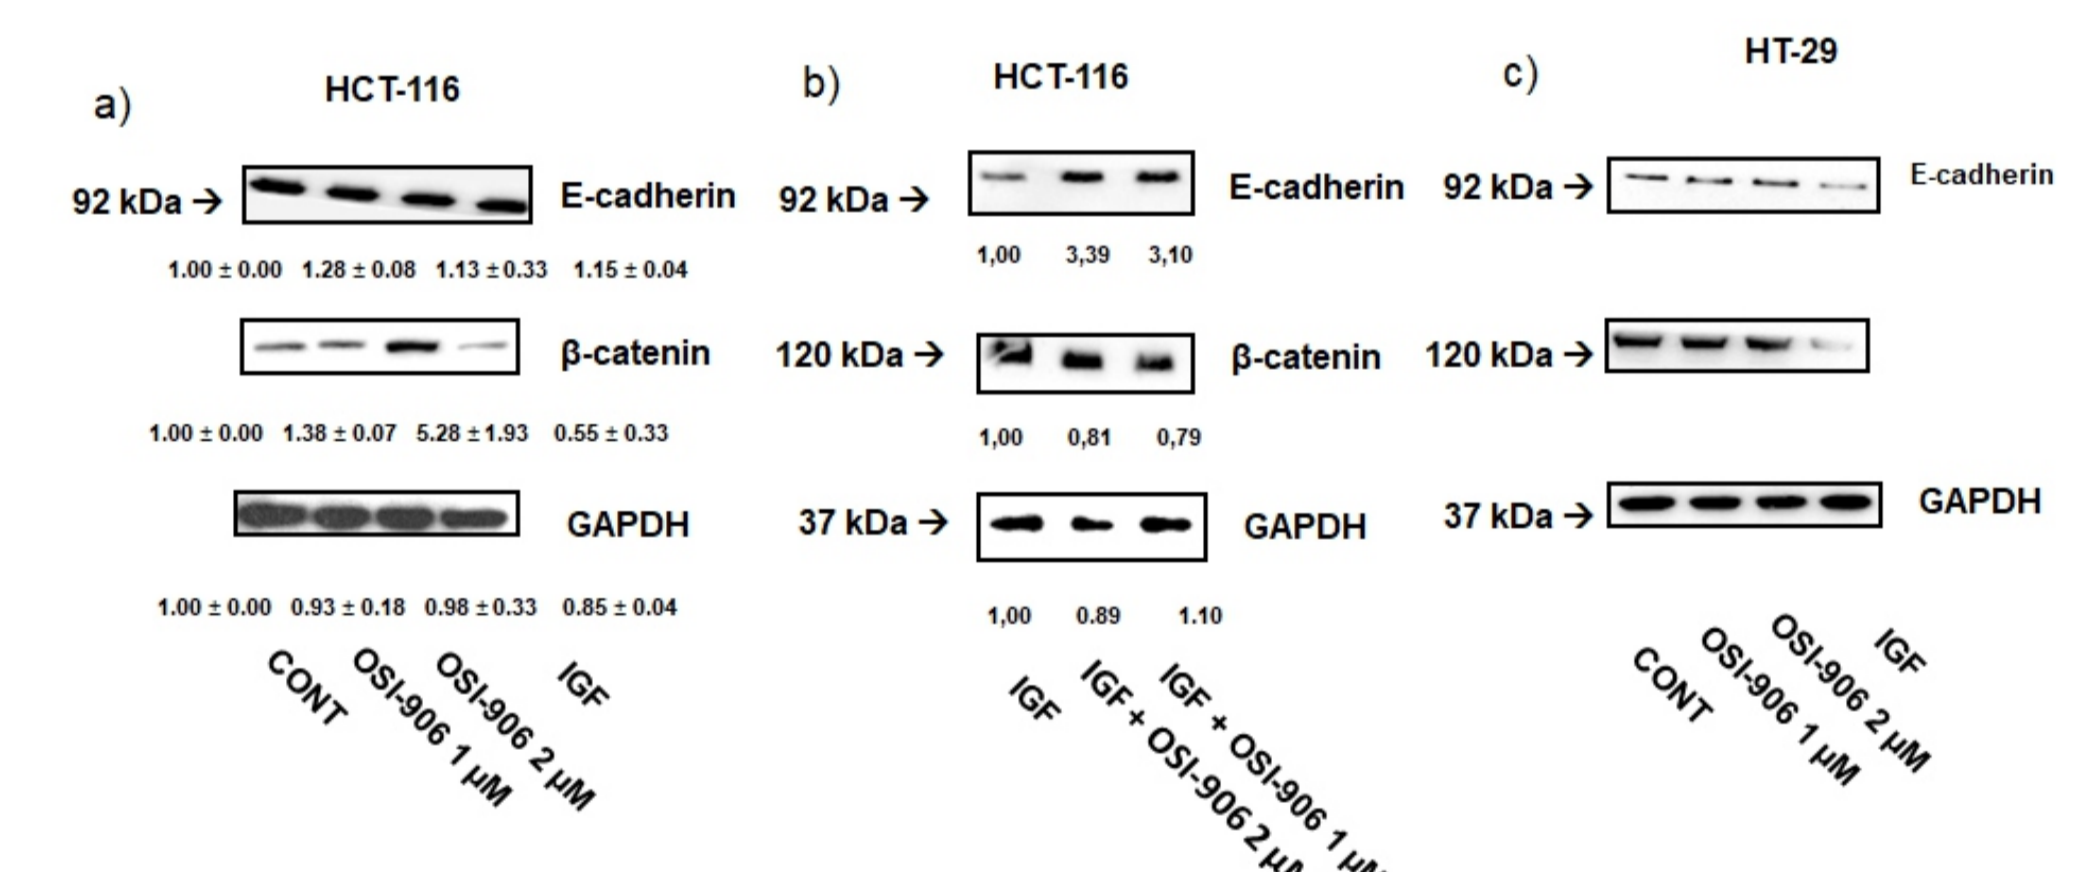 a)
HCT-116
92 kDa → E-cadherin
1.00 ± 0.00 1.28 ± 0.08 1.13 ± 0.33 1.15 ± 0.04
β-catenin
1.00 ± 0.00 1.38 ± 0.07 5.28 ± 1.93 0.55 ± 0.33
GAPDH
1.00 ± 0.00 0.93 ± 0.18 0.98 ± 0.33 0.85 ± 0.04
CONT
OSI-906 1 µM
OSI-906 2 µM
IGF
b)
HCT-116
92 kDa → E-cadherin
1,00 3,39 3,10
120 kDa → β-catenin
1,00 0,81 0,79
37 kDa → GAPDH
1,00 0.89 1.10
IGF
IGF + OSI-906 2 µM
IGF + OSI-906 1 µM
c)
HT-29
92 kDa → E-cadherin
120 kDa →
37 kDa → GAPDH
CONT
OSI-906 1 µM
OSI-906 2 µM
IGF